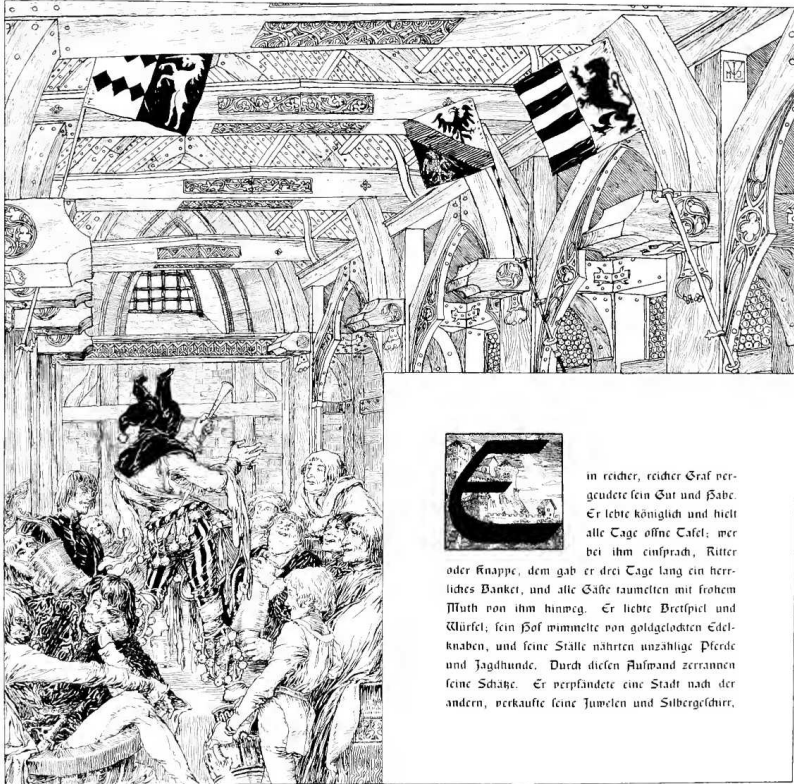 Ein reicher, reicher Graf ver-
geudete sein Gut und Habe.
Er lebte königlich und hielt
alle Tage offne Tafel; wer
bei ihm einsprach, Ritter
oder Knappe, dem gab er drei Tage lang ein herr-
liches Banket, und alle Gäste taumelten mit frohem
Muth von ihm hinweg. Er liebte Bretspiel und
Würfel; sein Hof wimmelte von goldgelockten Edel-
knaben, und seine Ställe nährten unzählige Pferde
und Jagdhunde. Durch diesen Aufwand zerrannen
seine Schätze. Er verpfändete eine Stadt nach der
andern, verkaufte seine Juwelen und Silbergeschirr,